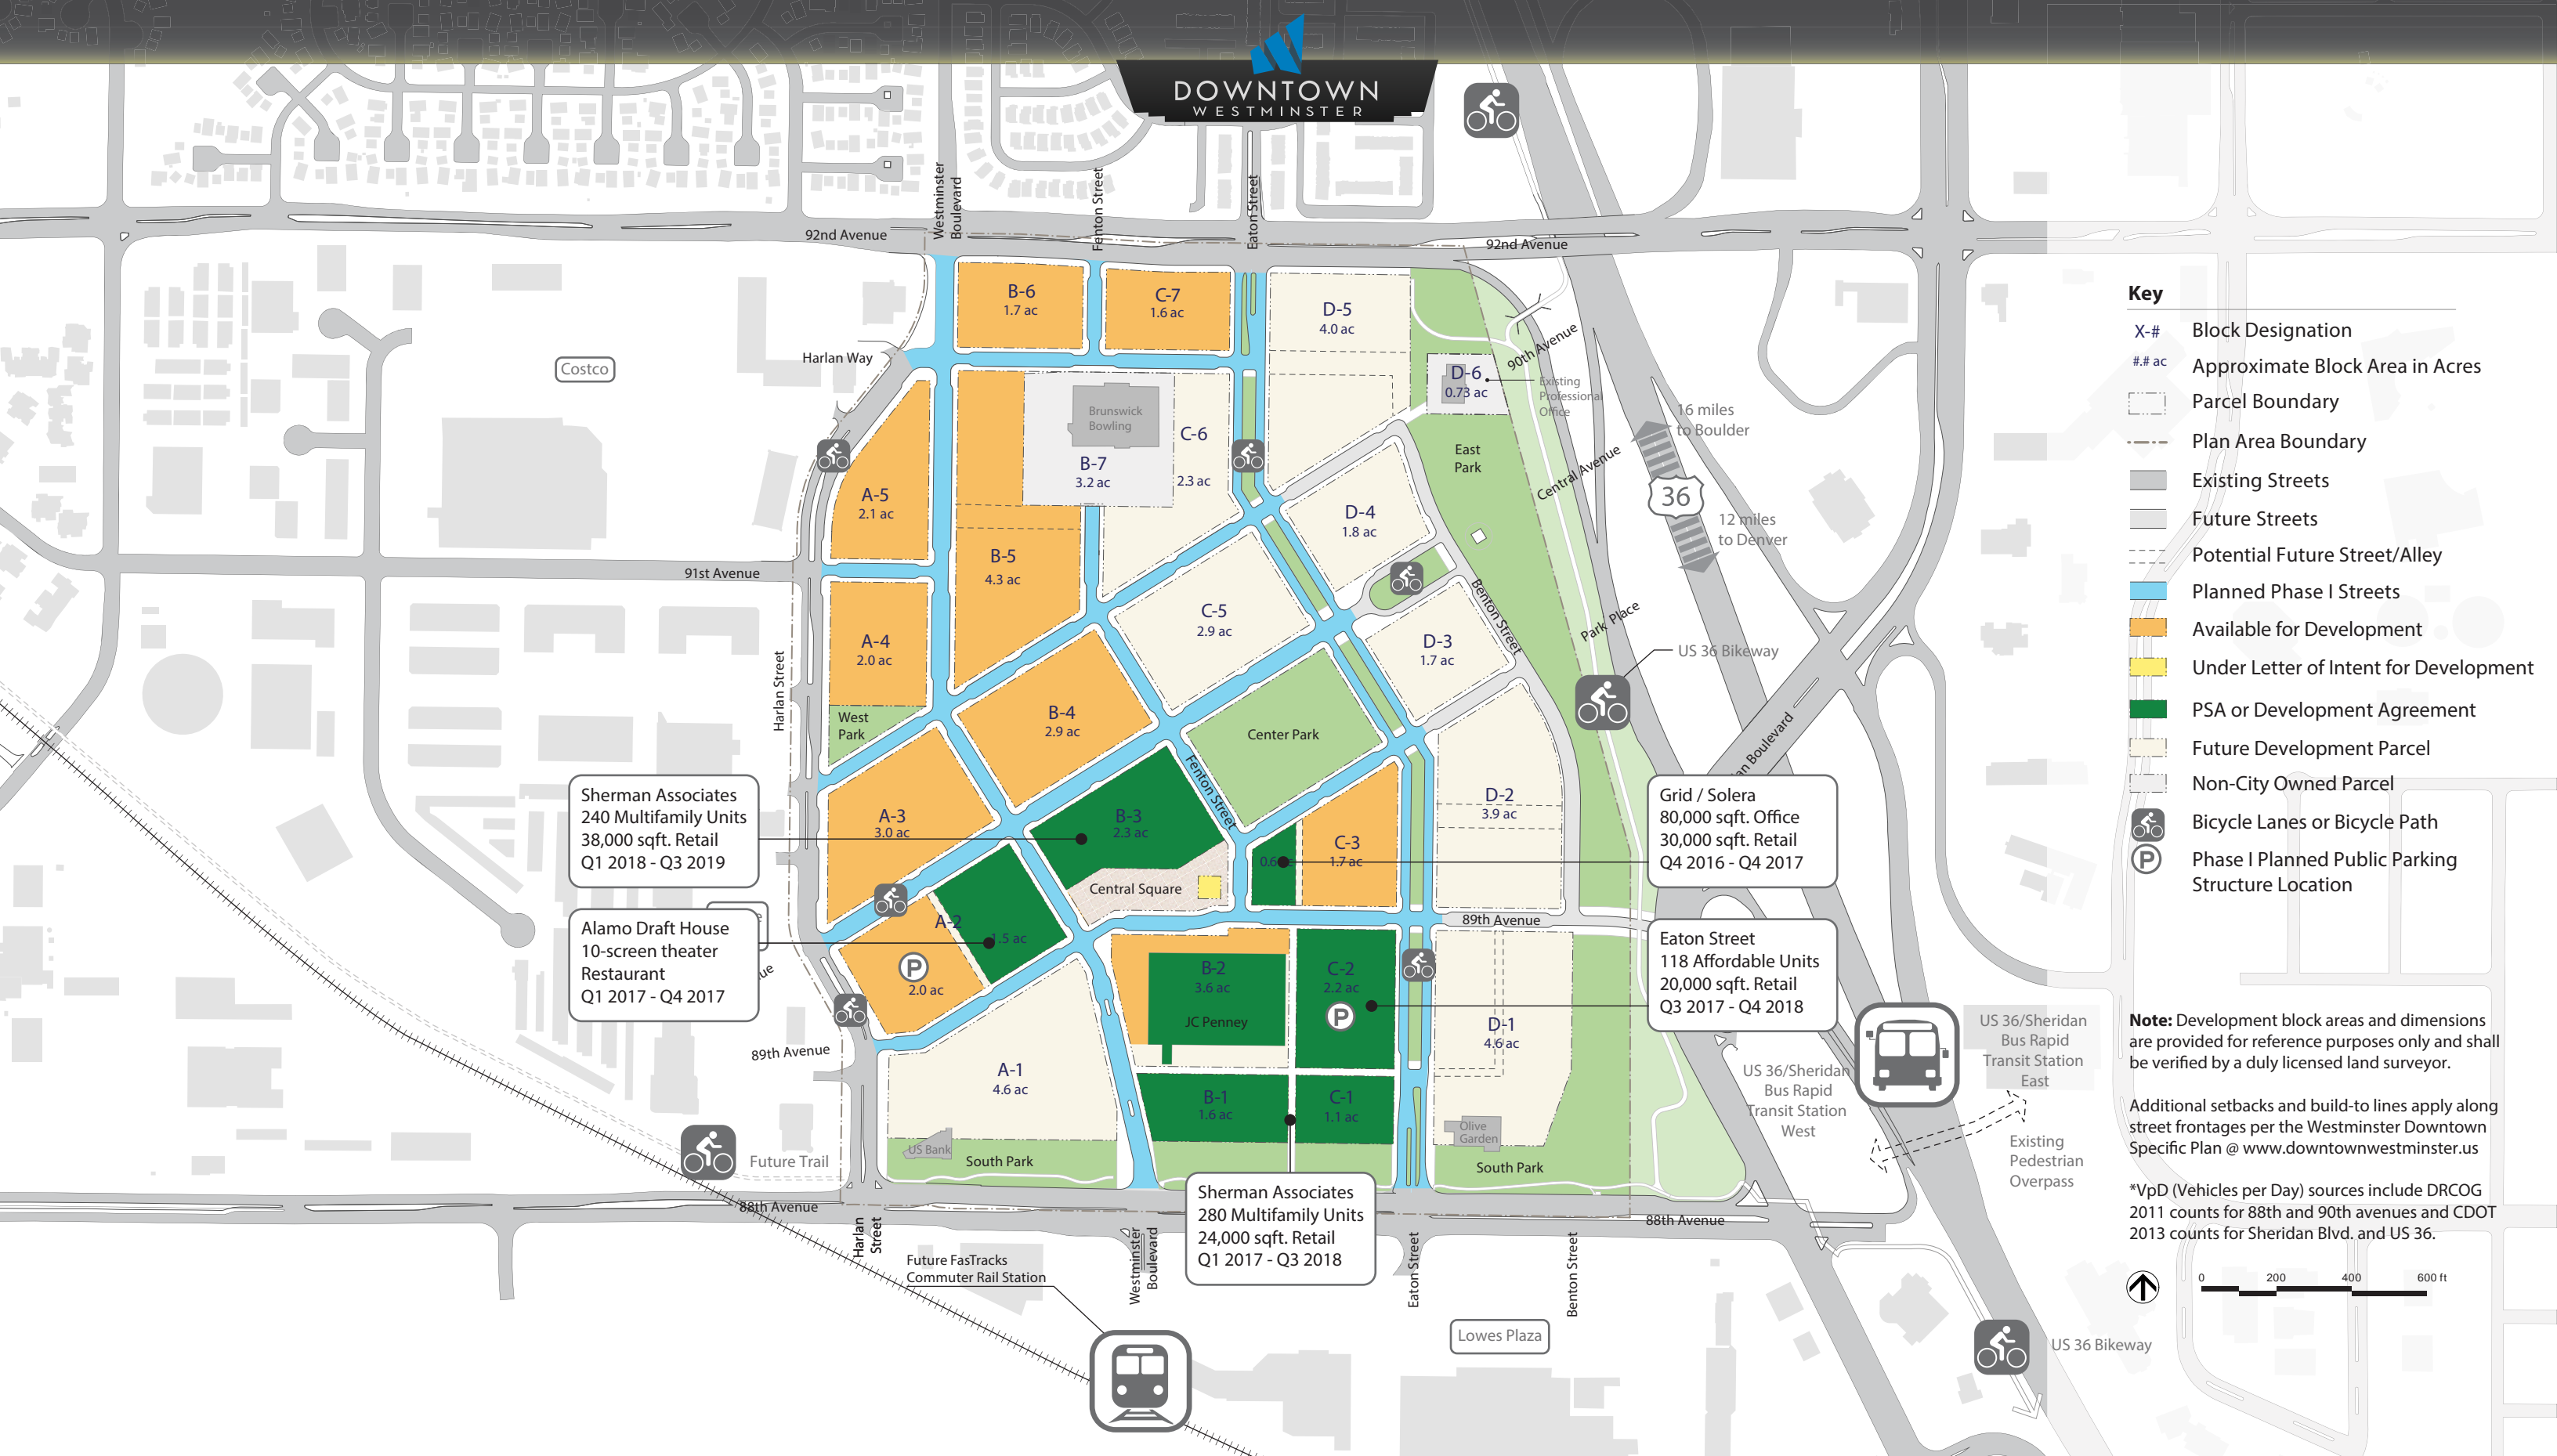 DOWNTOWN
WESTMINSTER
Westminster
Boulevard
Fenton Street
Eaton Street
92nd Avenue
92nd Avenue
B-6
1.7 ac
C-7
1.6 ac
D-5
4.0 ac
90th Avenue
Harlan Way
Costco
D-6
0.73 ac
Existing
Professional
Office
Brunswick
Bowling
C-6
2.3 ac
B-7
3.2 ac
East
Park
16 miles
to Boulder
Central Avenue
36
12 miles
to Denver
A-5
2.1 ac
D-4
1.8 ac
B-5
4.3 ac
91st Avenue
Benton Street
C-5
2.9 ac
Park Place
A-4
2.0 ac
D-3
1.7 ac
US 36 Bikeway
Harlan Street
West
Park
B-4
2.9 ac
Center Park
an Boulevard
Fenton Street
Sherman Associates
240 Multifamily Units
38,000 sqft. Retail
Q1 2018 - Q3 2019
A-3
3.0 ac
B-3
2.3 ac
C-3
1.7 ac
0.6
D-2
3.9 ac
Grid / Solera
80,000 sqft. Office
30,000 sqft. Retail
Q4 2016 - Q4 2017
Central Square
Alamo Draft House
10-screen theater
Restaurant
Q1 2017 - Q4 2017
e
ue
A-2
1.5 ac
P
2.0 ac
89th Avenue
Eaton Street
118 Affordable Units
20,000 sqft. Retail
Q3 2017 - Q4 2018
B-2
3.6 ac
JC Penney
C-2
2.2 ac
P
D-1
4.6 ac
89th Avenue
A-1
4.6 ac
B-1
1.6 ac
C-1
1.1 ac
US 36/Sheridan
Bus Rapid
Transit Station
West
US 36/Sheridan
Bus Rapid
Transit Station
East
Existing
Pedestrian
Overpass
US Bank
South Park
Olive
Garden
South Park
Future Trail
88th Avenue
88th Avenue
Sherman Associates
280 Multifamily Units
24,000 sqft. Retail
Q1 2017 - Q3 2018
Harlan
Street
Westminster
Boulevard
Eaton Street
Benton Street
Future FasTracks
Commuter Rail Station
Lowes Plaza
US 36 Bikeway
Key
X-# Block Designation
#.# ac Approximate Block Area in Acres
Parcel Boundary
Plan Area Boundary
Existing Streets
Future Streets
Potential Future Street/Alley
Planned Phase I Streets
Available for Development
Under Letter of Intent for Development
PSA or Development Agreement
Future Development Parcel
Non-City Owned Parcel
Bicycle Lanes or Bicycle Path
P Phase I Planned Public Parking
Structure Location
Note: Development block areas and dimensions
are provided for reference purposes only and shall
be verified by a duly licensed land surveyor.
Additional setbacks and build-to lines apply along
street frontages per the Westminster Downtown
Specific Plan @ www.downtownwestminster.us
*VpD (Vehicles per Day) sources include DRCOG
2011 counts for 88th and 90th avenues and CDOT
2013 counts for Sheridan Blvd. and US 36.
0 200 400 600 ft